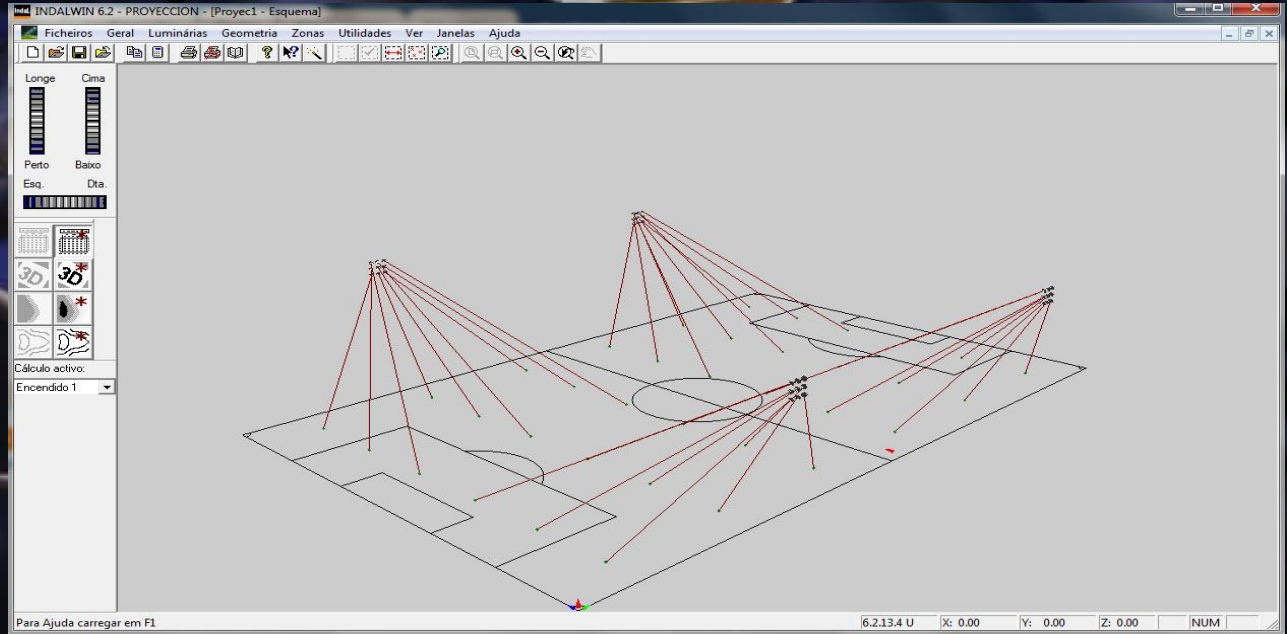 INDALWIN 6.2 - PROYECCION - [Proyec1 - Esquema]
Ficheiros Geral Luminárias Geometria Zonas Utilidades Ver Janelas Ajuda
Longe Cima
Perto Baixo
Esq. Dta.
3D 3D
Cálculo activo:
Encendido 1
Para Ajuda carregar em F1 6.2.13.4 U X: 0.00 Y: 0.00 Z: 0.00 NUM